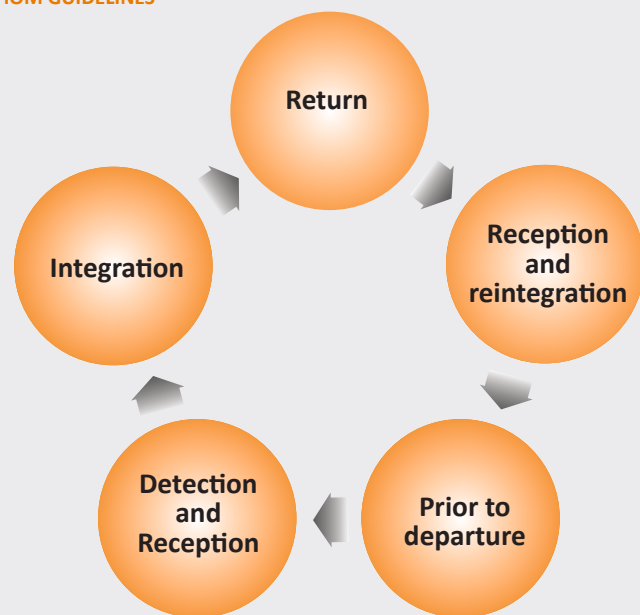 IOM GUIDELINES
Return
Reception
and
reintegration
Integration
Detection
and
Reception
Prior to
departure